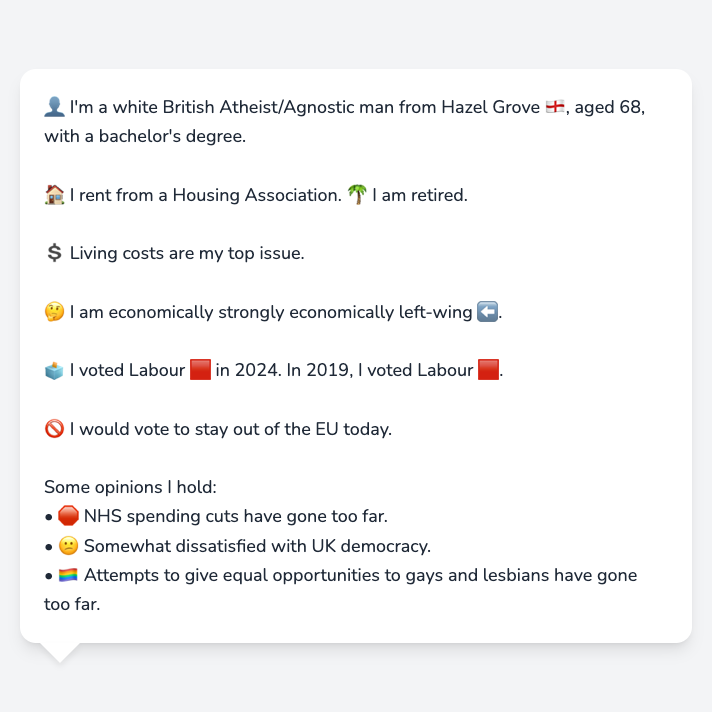 👤 I'm a white British Atheist/Agnostic man from Hazel Grove 🏴󠁧󠁢󠁥󠁮󠁧󠁿, aged 68,
with a bachelor's degree.
🏠 I rent from a Housing Association. 🌴 I am retired.
💲 Living costs are my top issue.
🤔 I am economically strongly economically left-wing ⬅️.
🗳️ I voted Labour 🟥 in 2024. In 2019, I voted Labour 🟥.
🚫 I would vote to stay out of the EU today.
Some opinions I hold:
• 🛑 NHS spending cuts have gone too far.
• 😕 Somewhat dissatisfied with UK democracy.
• 🏳️‍🌈 Attempts to give equal opportunities to gays and lesbians have gone
too far.